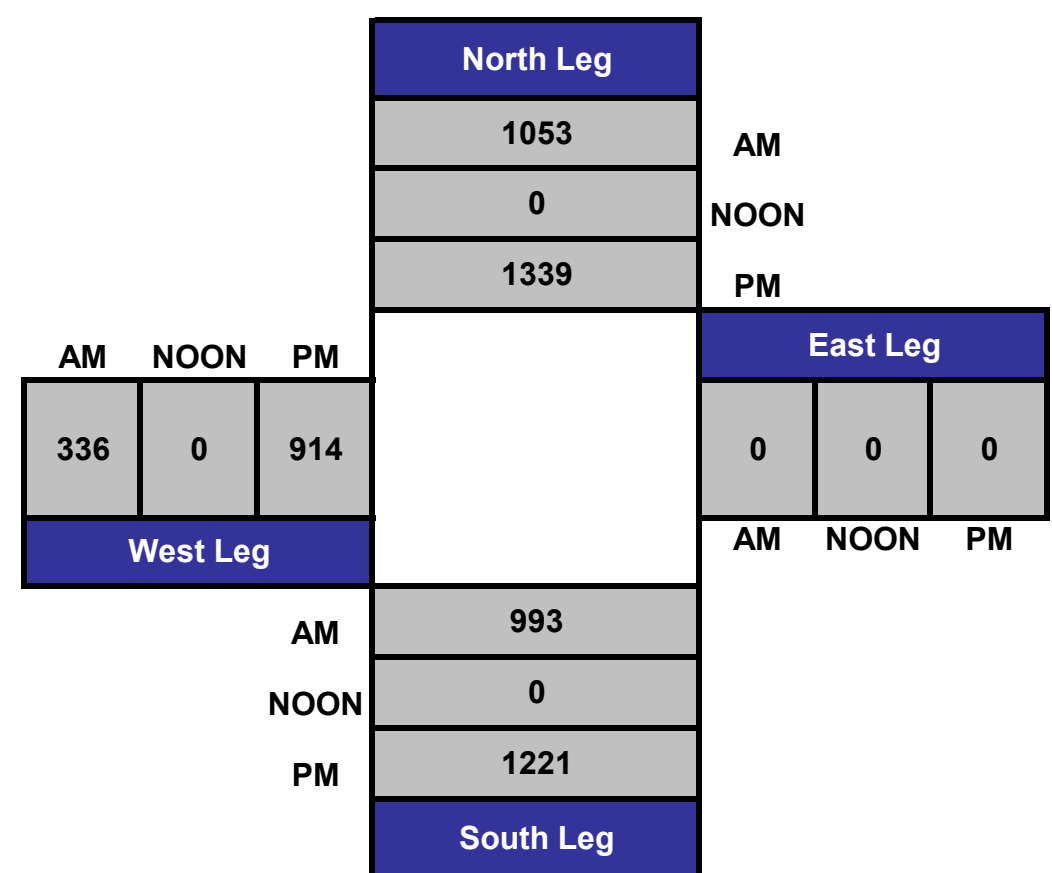 North Leg
1053
AM
0
NOON
1339
PM
East Leg
AM NOON PM
336 0 914
0 0 0
West Leg
AM NOON PM
993
AM
0
NOON
1221
PM
South Leg